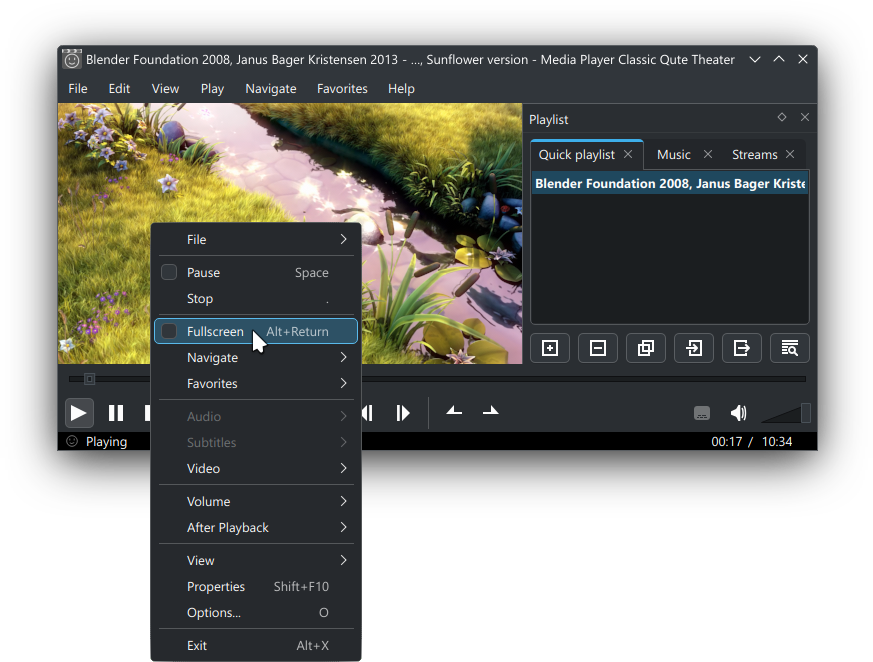 Blender Foundation 2008, Janus Bager Kristensen 2013 - ..., Sunflower version - Media Player Classic Qute Theater
File Edit View Play Navigate Favorites Help
Playlist
Quick playlist Music Streams
Blender Foundation 2008, Janus Bager Kriste
File
Pause Space
Stop .
Fullscreen Alt+Return
Navigate
Favorites
Audio
Subtitles
Video
Volume
After Playback
View
Properties Shift+F10
Options... O
Exit Alt+X
Playing 00:17 / 10:34